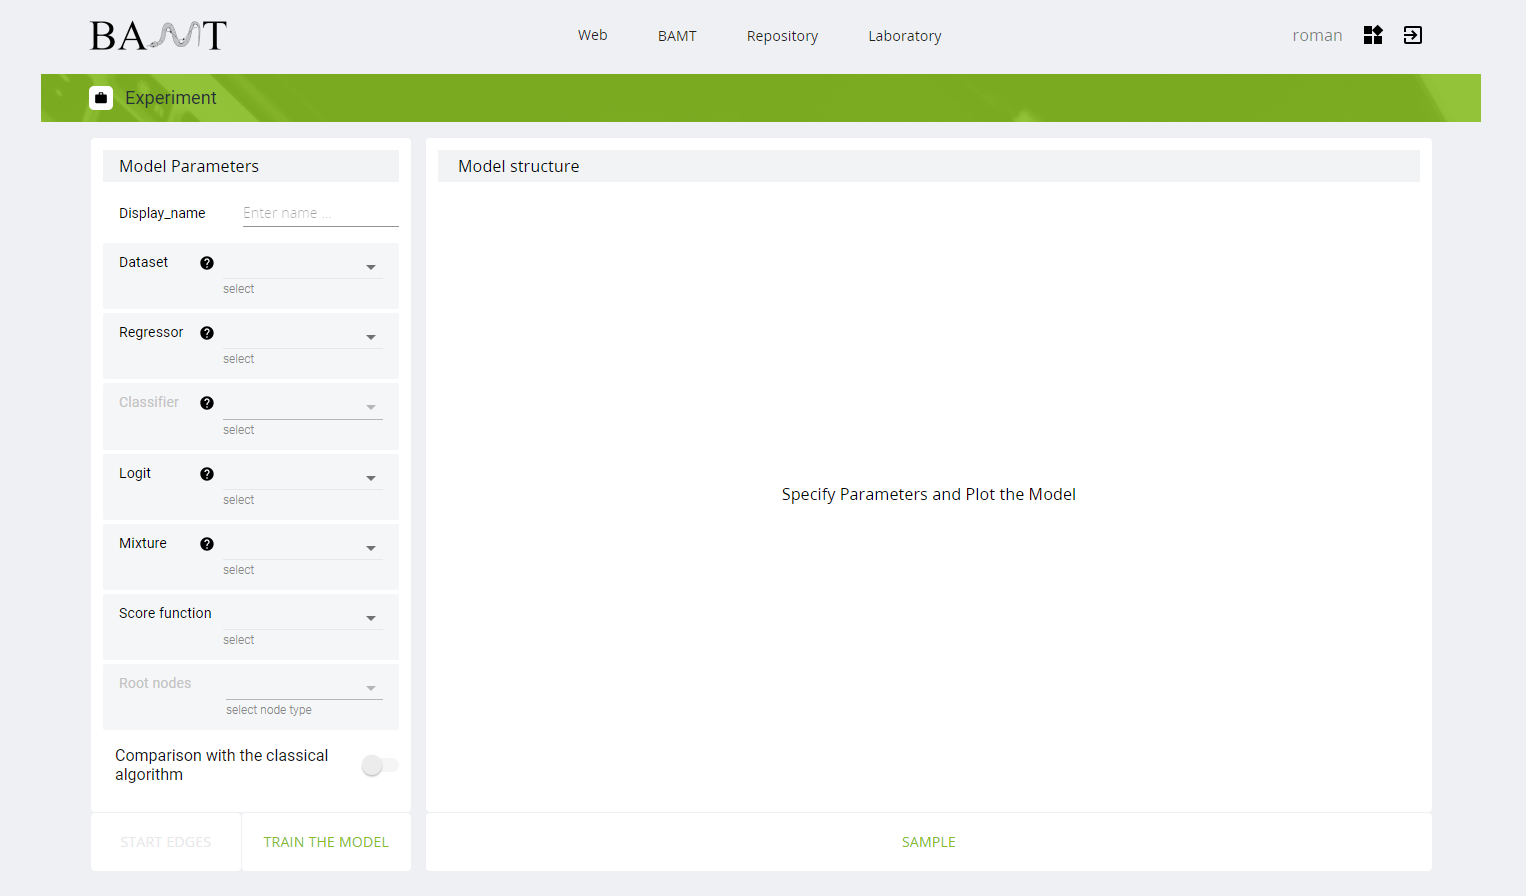 BAMT
Web
BAMT
Repository
Laboratory
roman
Experiment
Model Parameters
Display_name
Enter name ...
Dataset
select
Regressor
select
Classifier
select
Logit
select
Mixture
select
Score function
select
Root nodes
select node type
Comparison with the classical
algorithm
START EDGES
TRAIN THE MODEL
Model structure
Specify Parameters and Plot the Model
SAMPLE